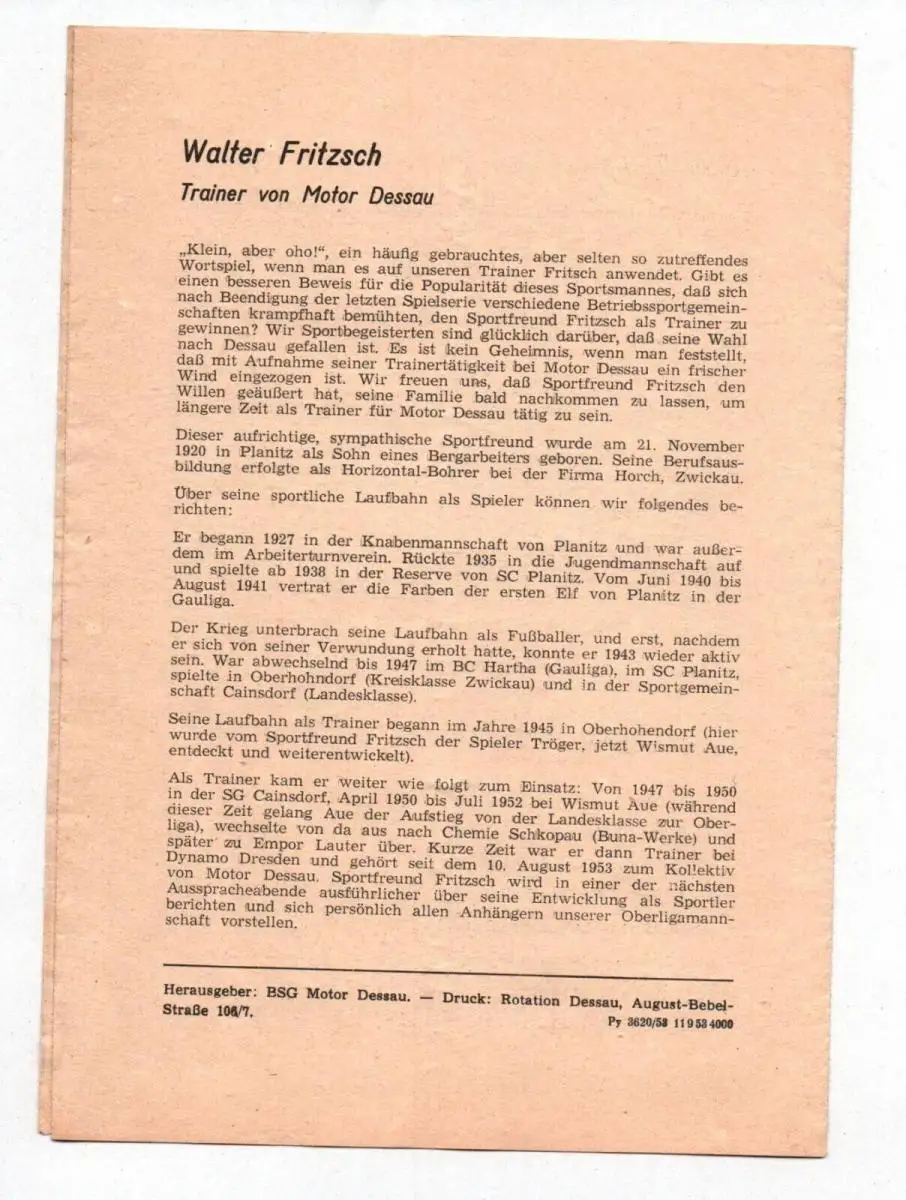 Walter Fritzsch
Trainer von Motor Dessau
„Klein, aber oho!“, ein häufig gebrauchtes, aber selten so zutreffendes
Wortspiel, wenn man es auf unseren Trainer Fritsch anwendet. Gibt es
einen besseren Beweis für die Popularität dieses Sportsmannes, daß sich
nach Beendigung der letzten Spielserie verschiedene Betriebssportgemein-
schaften krampfhaft bemühten, den Sportfreund Fritzsch als Trainer zu
gewinnen? Wir Sportbegeisterten sind glücklich darüber, daß seine Wahl
nach Dessau gefallen ist. Es ist kein Geheimnis, wenn man feststellt,
daß mit Aufnahme seiner Trainertätigkeit bei Motor Dessau ein frischer
Wind eingezogen ist. Wir freuen uns, daß Sportfreund Fritzsch den
Willen geäußert hat, seine Familie bald nachkommen zu lassen, um
längere Zeit als Trainer für Motor Dessau tätig zu sein.
Dieser aufrichtige, sympathische Sportfreund wurde am 21. November
1920 in Planitz als Sohn eines Bergarbeiters geboren. Seine Berufsaus-
bildung erfolgte als Horizontal-Bohrer bei der Firma Horch, Zwickau.
Über seine sportliche Laufbahn als Spieler können wir folgendes be-
richten:
Er begann 1927 in der Knabenmannschaft von Planitz und war außer-
dem im Arbeiterturnverein. Rückte 1935 in die Jugendmannschaft auf
und spielte ab 1938 in der Reserve von SC Planitz. Vom Juni 1940 bis
August 1941 vertrat er die Farben der ersten Elf von Planitz in der
Gauliga.
Der Krieg unterbrach seine Laufbahn als Fußballer, und erst, nachdem
er sich von seiner Verwundung erholt hatte, konnte er 1943 wieder aktiv
sein. War abwechselnd bis 1947 im BC Hartha (Gauliga), im SC Planitz,
spielte in Oberhohndorf (Kreisklasse Zwickau) und in der Sportgemein-
schaft Cainsdorf (Landesklasse).
Seine Laufbahn als Trainer begann im Jahre 1945 in Oberhohendorf (hier
wurde vom Sportfreund Fritzsch der Spieler Tröger, jetzt Wismut Aue,
entdeckt und weiterentwickelt).
Als Trainer kam er weiter wie folgt zum Einsatz: Von 1947 bis 1950
in der SG Cainsdorf, April 1950 bis Juli 1952 bei Wismut Aue (während
dieser Zeit gelang Aue der Aufstieg von der Landesklasse zur Ober-
liga), wechselte von da aus nach Chemie Schkopau (Buna-Werke) und
später zu Empor Lauter über. Kurze Zeit war er dann Trainer bei
Dynamo Dresden und gehört seit dem 10. August 1953 zum Kollektiv
von Motor Dessau. Sportfreund Fritzsch wird in einer der nächsten
Ausspracheabende ausführlicher über seine Entwicklung als Sportler
berichten und sich persönlich allen Anhängern unserer Oberligamann-
schaft vorstellen.
Herausgeber: BSG Motor Dessau. — Druck: Rotation Dessau, August-Bebel-
Straße 106/7.
Py 3620/53 11 9 53 4000